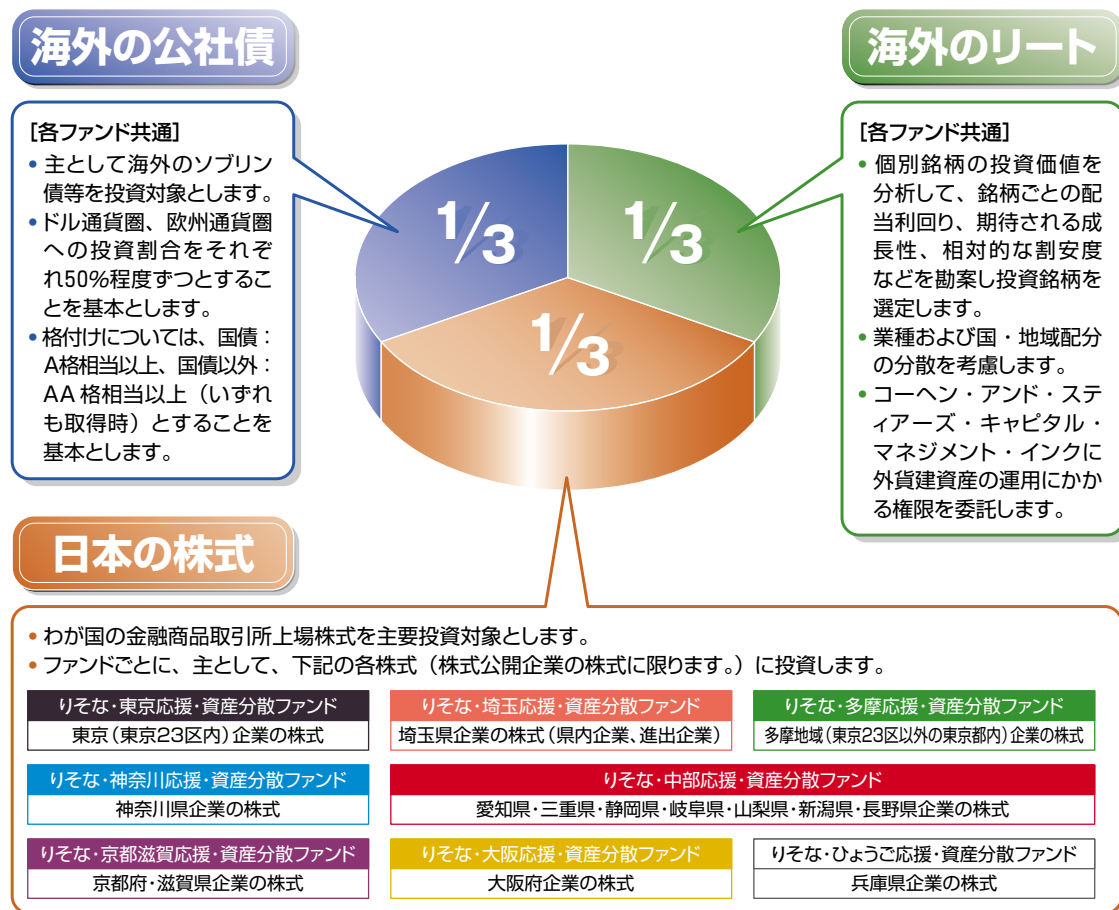 海外の公社債
[各ファンド共通]
• 主として海外のソブリン
債等を投資対象とします。
• ドル通貨圏、欧州通貨圏
への投資割合をそれぞ
れ50%程度ずつとするこ
とを基本とします。
• 格付けについては、国債：
A格相当以上、国債以外：
AA格相当以上（いずれ
も取得時）とすることを
基本とします。
1/3
1/3
1/3
海外のリート
[各ファンド共通]
• 個別銘柄の投資価値を
分析して、銘柄ごとの配
当利回り、期待される成
長性、相対的な割安度
などを勘案し投資銘柄を
選定します。
• 業種および国・地域配分
の分散を考慮します。
• コーヘン・アンド・ステ
ィアーズ・キャピタル・
マネジメント・インクに
外貨建資産の運用にかか
る権限を委託します。
日本の株式
• わが国の金融商品取引所上場株式を主要投資対象とします。
• ファンドごとに、主として、下記の各株式（株式公開企業の株式に限ります。）に投資します。
りそな・東京応援・資産分散ファンド
東京（東京23区内）企業の株式
りそな・埼玉応援・資産分散ファンド
埼玉県企業の株式（県内企業、進出企業）
りそな・多摩応援・資産分散ファンド
多摩地域（東京23区以外の東京都内）企業の株式
りそな・神奈川応援・資産分散ファンド
神奈川県企業の株式
りそな・中部応援・資産分散ファンド
愛知県・三重県・静岡県・岐阜県・山梨県・新潟県・長野県企業の株式
りそな・京都滋賀応援・資産分散ファンド
京都府・滋賀県企業の株式
りそな・大阪応援・資産分散ファンド
大阪府企業の株式
りそな・ひょうご応援・資産分散ファンド
兵庫県企業の株式